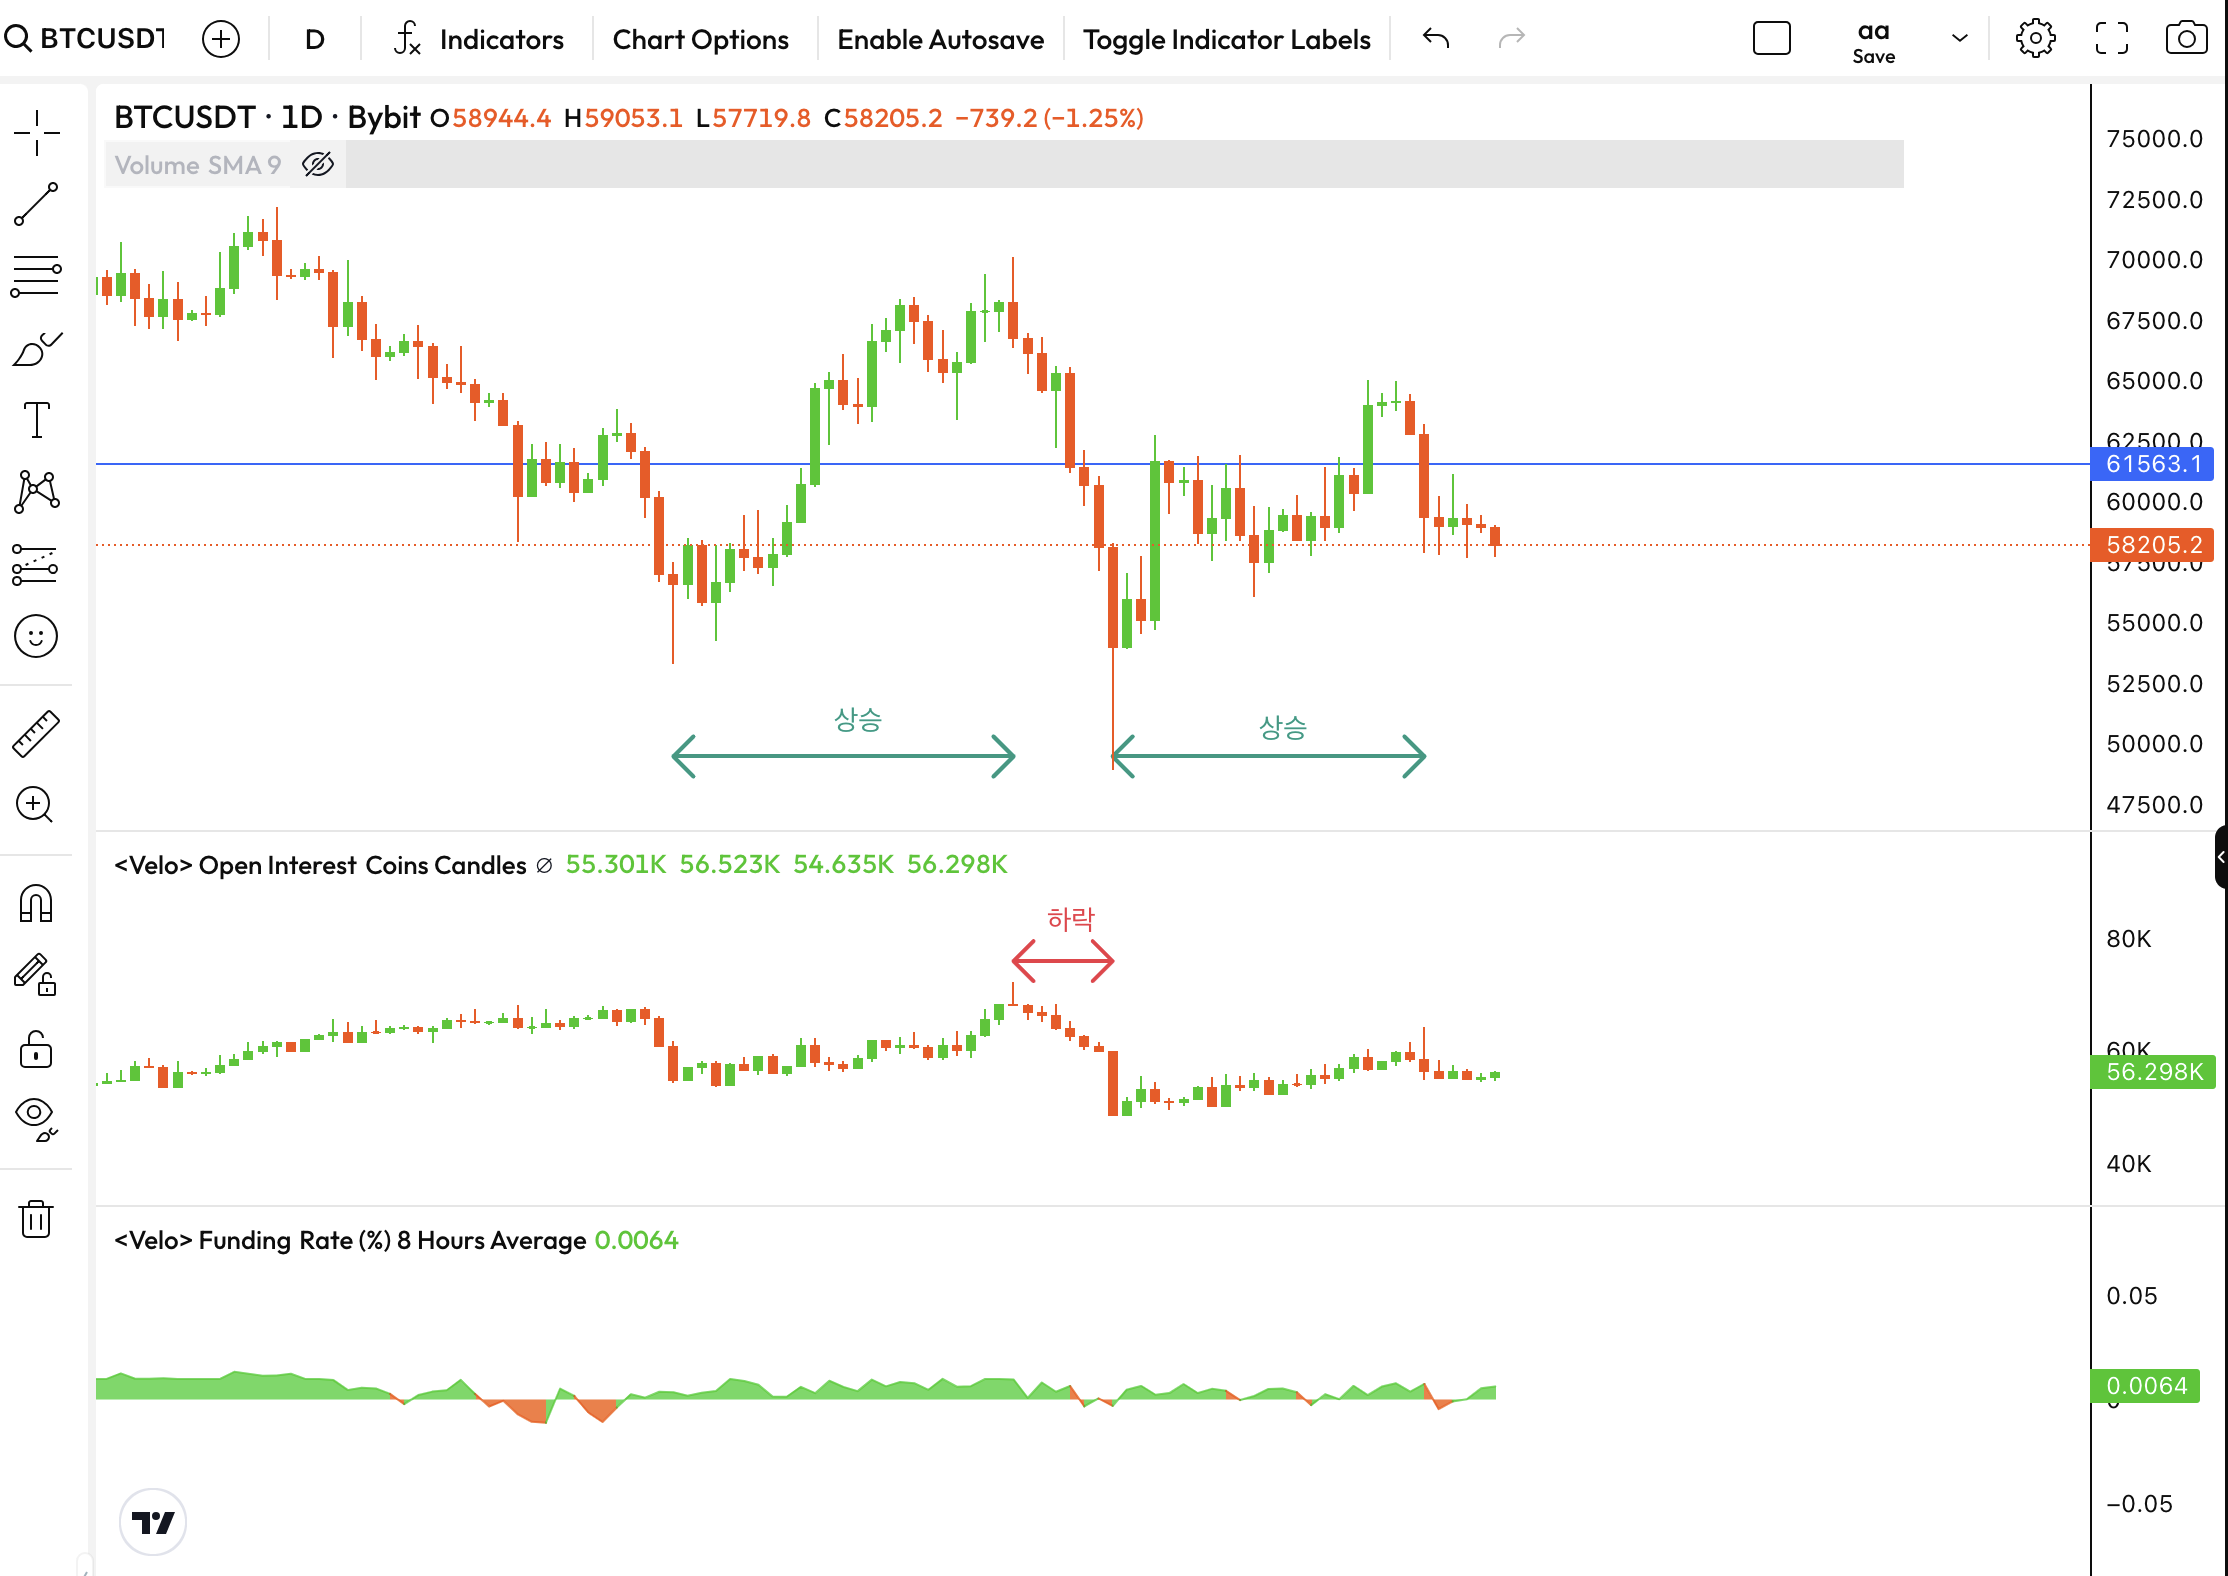 BTCUSDT D Indicators Chart Options Enable Autosave Toggle Indicator Labels aa
Save
BTCUSDT · 1D · Bybit O58944.4 H59053.1 L57719.8 C58205.2 −739.2 (−1.25%)
Volume SMA 9
75000.0
72500.0
70000.0
67500.0
65000.0
62500.0
61563.1
60000.0
58205.2
57500.0
55000.0
52500.0
50000.0
47500.0
상승
상승
<Velo> Open Interest Coins Candles ∅ 55.301K 56.523K 54.635K 56.298K
하락
80K
60K
56.298K
40K
<Velo> Funding Rate (%) 8 Hours Average 0.0064
0.05
0.0064
0
−0.05